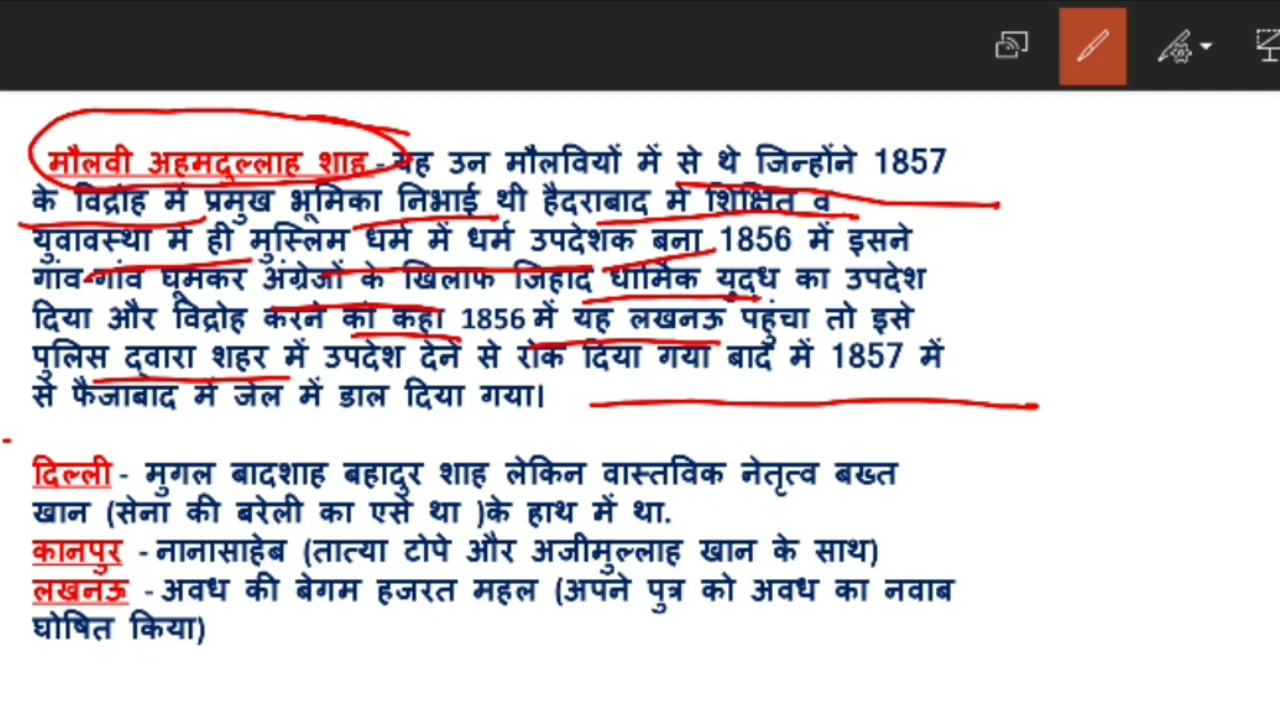 मौलवी अहमदुल्लाह शाह - यह उन मौलवियों में से थे जिन्होंने 1857
के विद्रोह में प्रमुख भूमिका निभाई थी हैदराबाद मे शिक्षित व
युवावस्था में ही मुस्लिम धर्म में धर्म उपदेशक बना 1856 में इसने
गांव-गांव घूमकर अंग्रेजों के खिलाफ जिहाद धार्मिक युद्ध का उपदेश
दिया और विद्रोह करने को कहा 1856 में यह लखनऊ पहुंचा तो इसे
पुलिस द्वारा शहर में उपदेश देने से रोक दिया गया बाद में 1857 में
से फैजाबाद में जेल में डाल दिया गया।
दिल्ली - मुगल बादशाह बहादुर शाह लेकिन वास्तविक नेतृत्व बख्त
खान (सेना की बरेली का एसे था )के हाथ में था.
कानपुर - नानासाहेब (तात्या टोपे और अजीमुल्लाह खान के साथ)
लखनऊ - अवध की बेगम हजरत महल (अपने पुत्र को अवध का नवाब
घोषित किया)